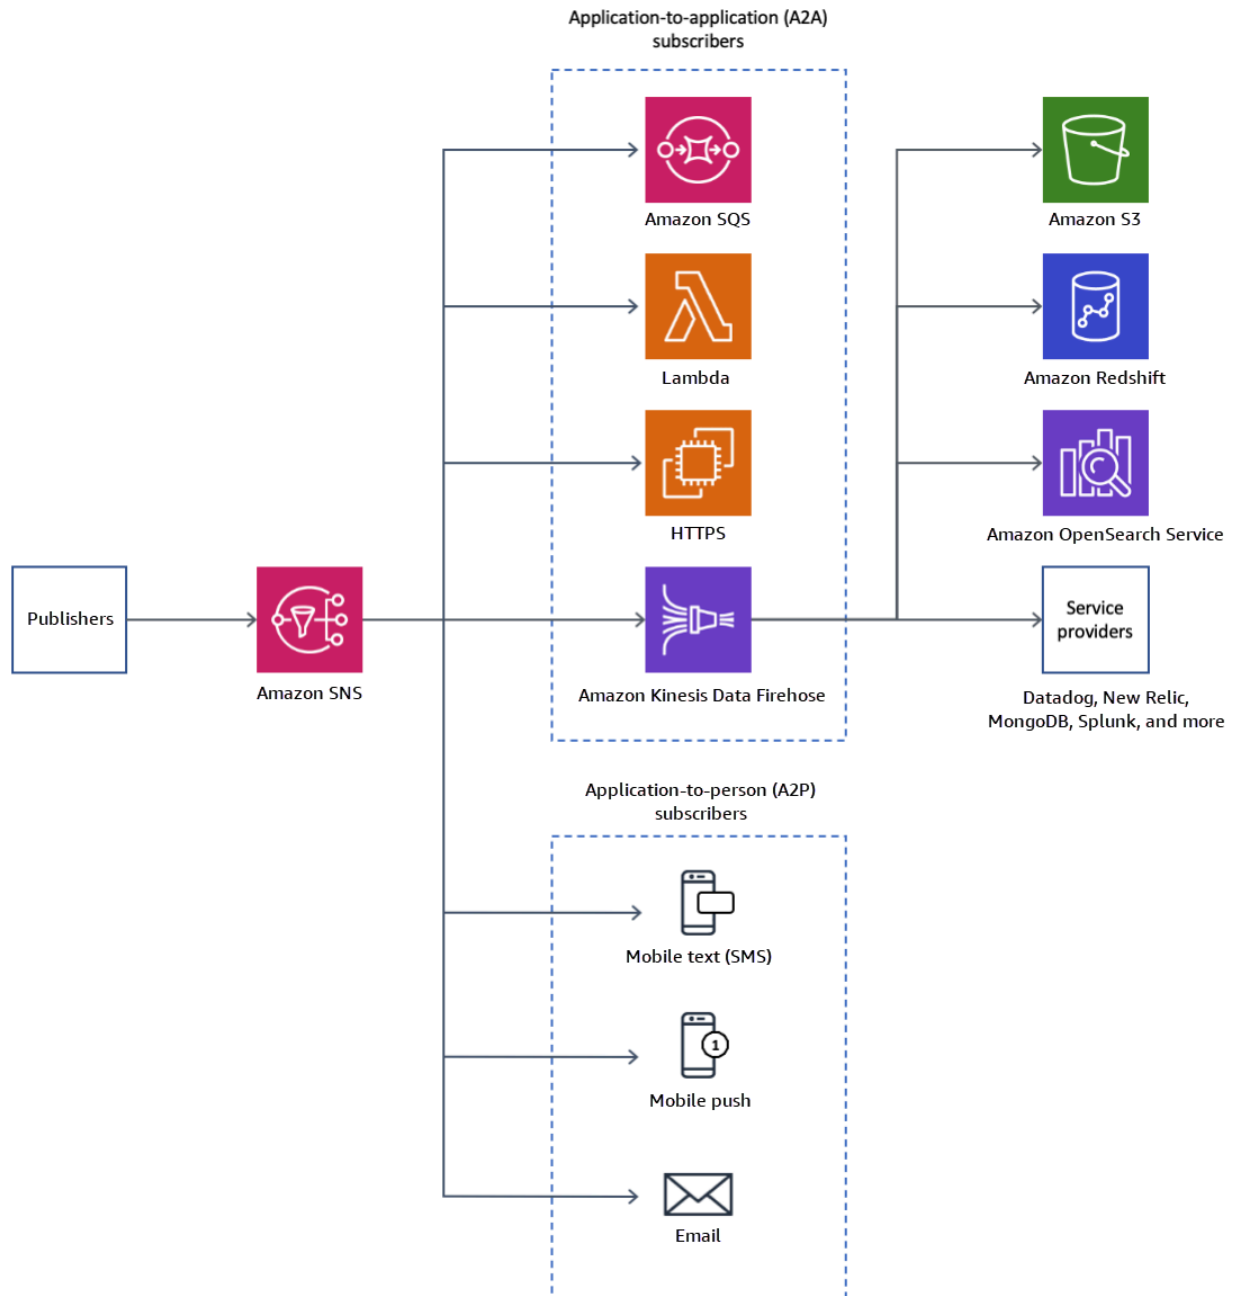 Application-to-application (A2A)
subscribers
Amazon SQS
Amazon S3
Lambda
Amazon Redshift
HTTPS
Amazon OpenSearch Service
Publishers
Amazon SNS
Amazon Kinesis Data Firehose
Service
providers
Datadog, New Relic,
MongoDB, Splunk, and more
Application-to-person (A2P)
subscribers
Mobile text (SMS)
1
Mobile push
Email